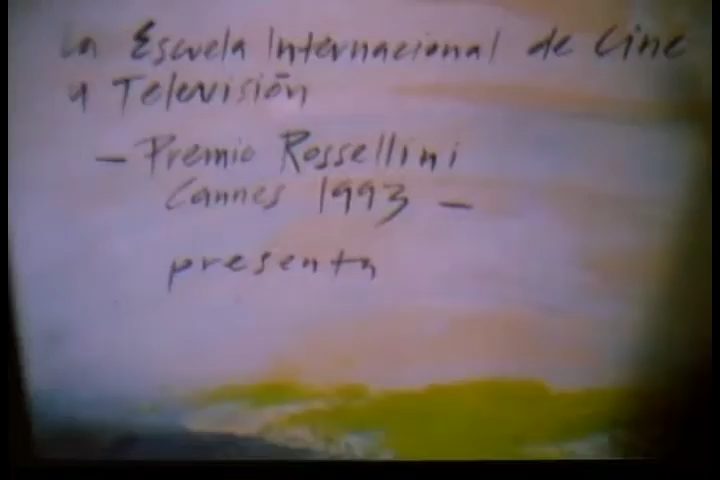 La Escuela Internacional de Cine
y Televisión
— Premio Rossellini
Cannes 1993 —
presenta